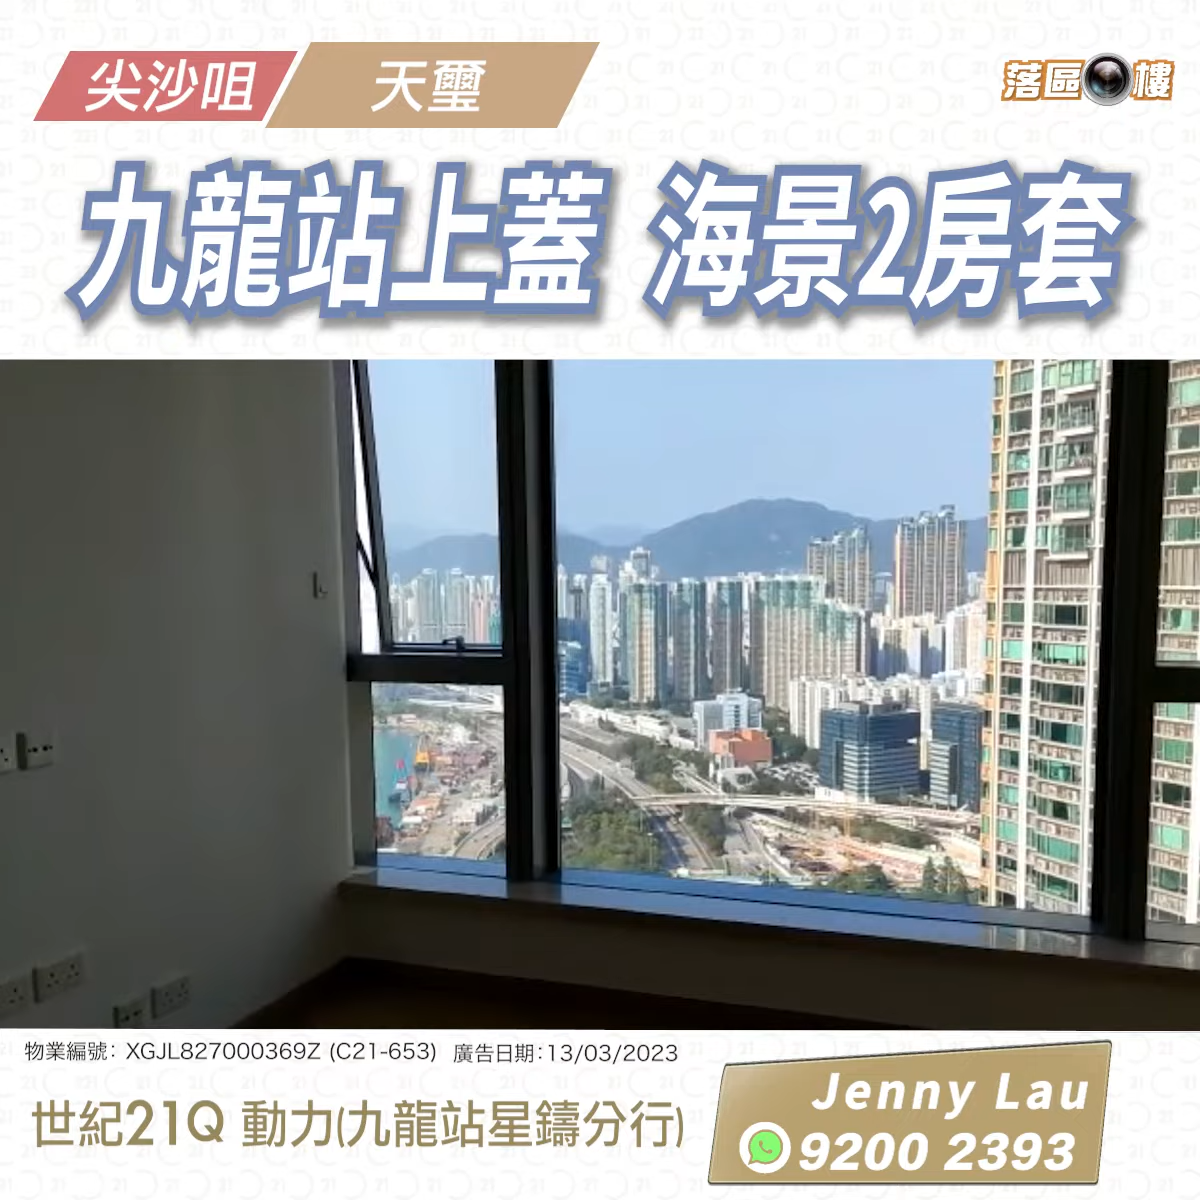 尖沙咀 天璽 落區睇樓
九龍站上蓋 海景2房套
物業編號: XGJL827000369Z (C21-653) 廣告日期:13/03/2023
世紀21Q 動力(九龍站星鑄分行)
Jenny Lau
9200 2393